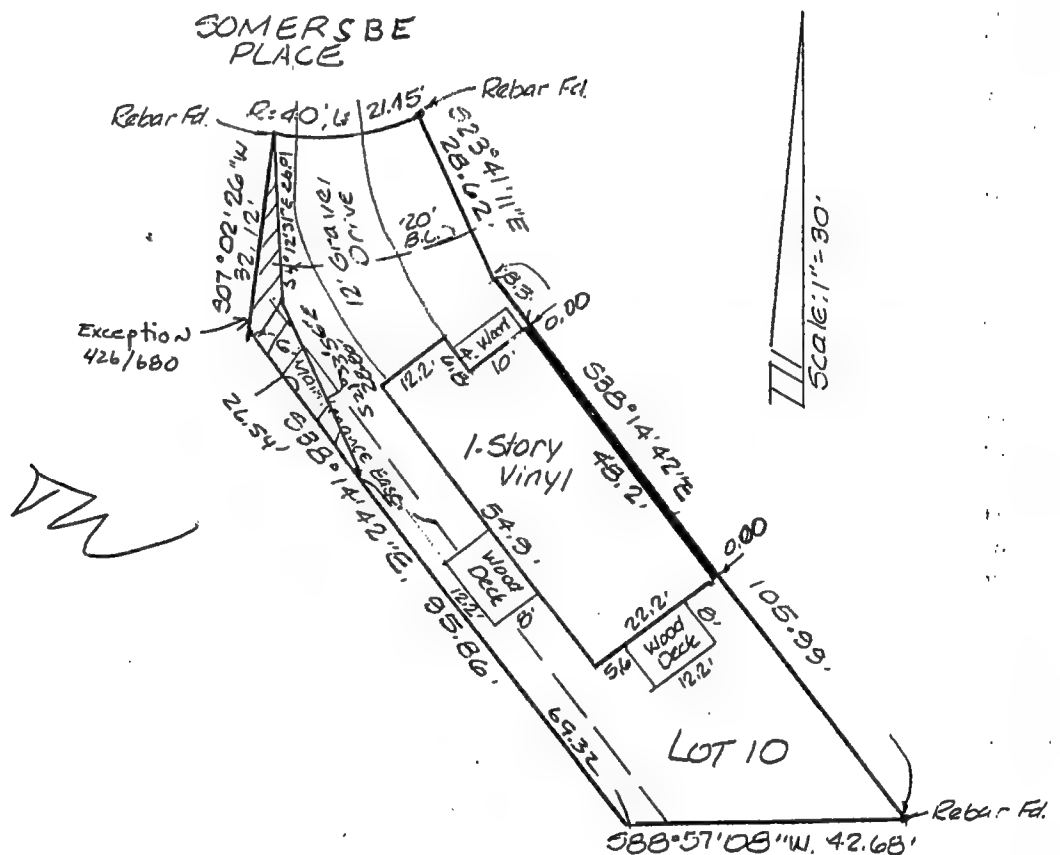 SOMERSBE
PLACE
Rebar Fd.
R=40', L= 21.15'
Rebar Fd.
S23°41'11"E
28.62'
S07°02'26"W
32.12'
12' Gravel
Drive
'20'
B.L.
Scale: 1"=30'
18.3'
0.00
Exception
426/680
10'
12.2'
6.8'
6'
26.54'
S38°14'42"E
48.2'
1-Story
Vinyl
S38°14'42"E.
95.86'
54.9'
Wood
Deck
12.2'
8'
0.00
105.99'
22.2'
Wood
Deck
8'
5.6
12.2'
69.32
LOT 10
Rebar Fd.
S88°57'08"W. 42.68'